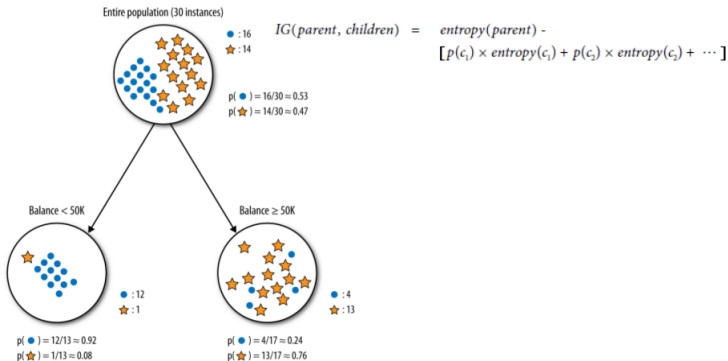 Entire population (30 instances)
● : 16
☆ : 14
p( ● ) = 16/30 ≈ 0.53
p( ☆ ) = 14/30 ≈ 0.47
IG(parent, children) = entropy(parent) -
[p(c₁) × entropy(c₁) + p(c₂) × entropy(c₂) + ⋯]
Balance < 50K
● : 12
☆ : 1
p( ● ) = 12/13 ≈ 0.92
p( ☆ ) = 1/13 ≈ 0.08
Balance ≥ 50K
● : 4
☆ : 13
p( ● ) = 4/17 ≈ 0.24
p( ☆ ) = 13/17 ≈ 0.76